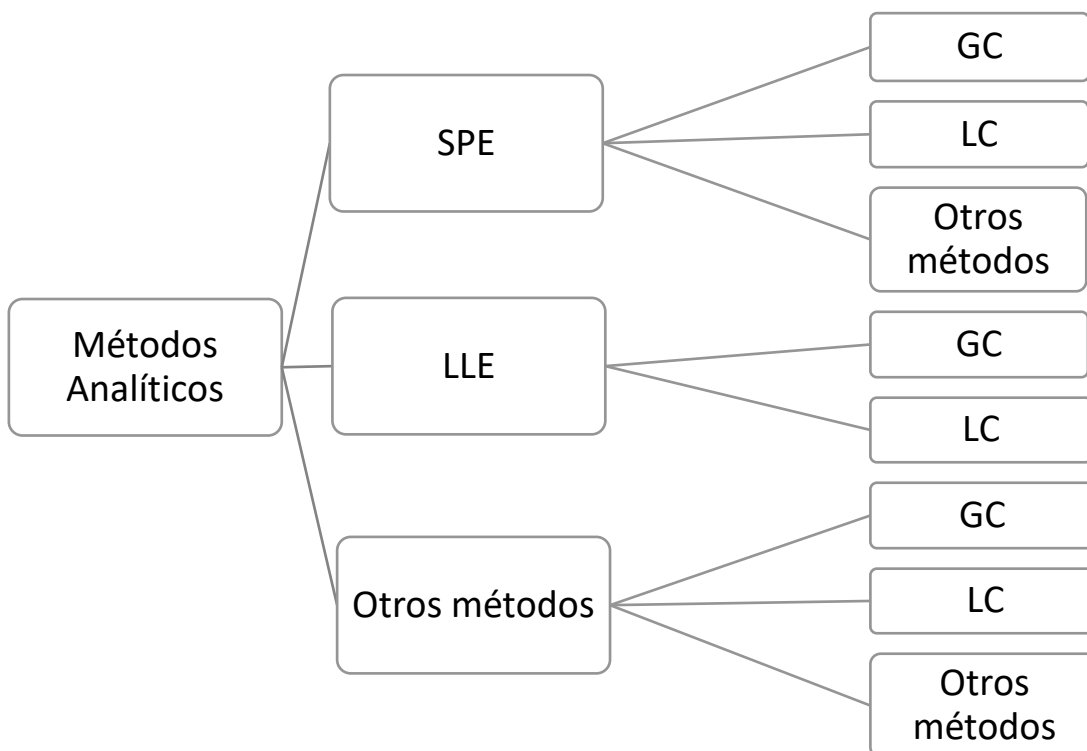 Métodos
Analíticos
SPE
GC
LC
Otros
métodos
LLE
GC
LC
Otros métodos
GC
LC
Otros
métodos